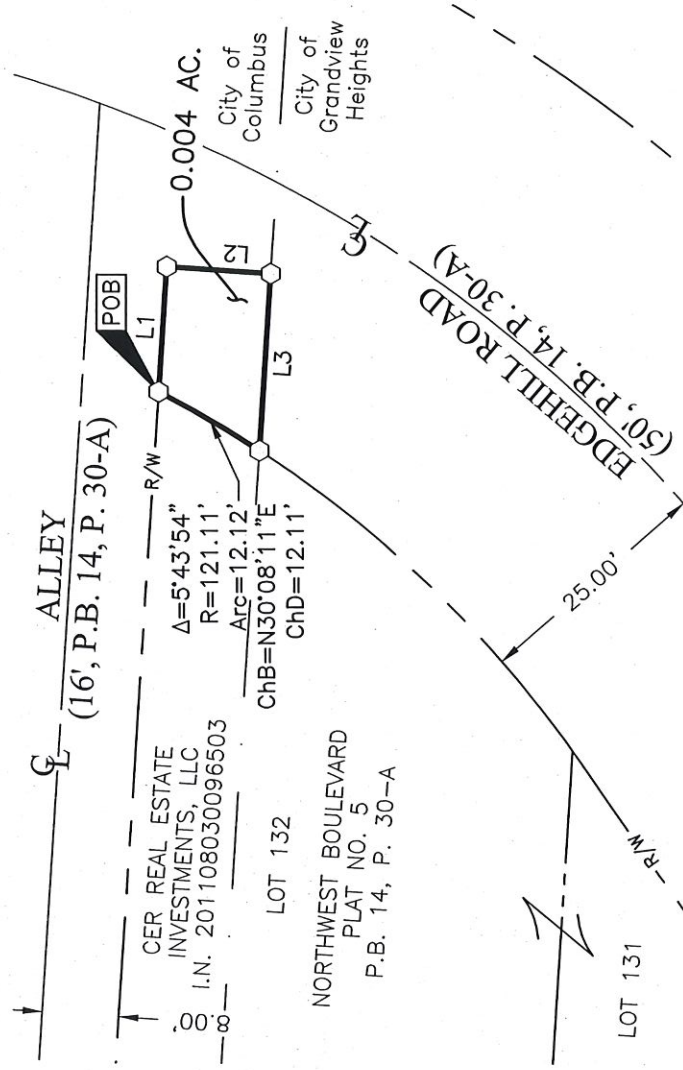 ALLEY
(16', P.B. 14, P. 30-A)
CL
POB
L1
R/W
0.004 AC.
City of
Columbus
City of
Grandview
Heights
L2
L3
CL
Δ=5°43'54"
R=121.11'
Arc=12.12'
ChB=N30°08'11"E
ChD=12.11'
EDGEHILL ROAD
(50', P.B. 14, P. 30-A)
25.00'
CER REAL ESTATE
INVESTMENTS, LLC
I.N. 201108030096503
8.00'
LOT 132
NORTHWEST BOULEVARD
PLAT NO. 5
P.B. 14, P. 30-A
R/W
LOT 131